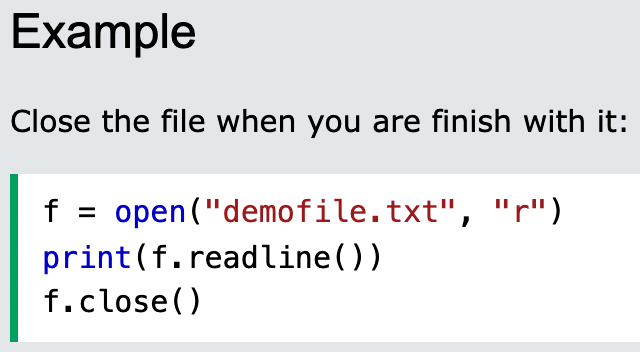 Example
Close the file when you are finish with it:
f = open("demofile.txt", "r")
print(f.readline())
f.close()